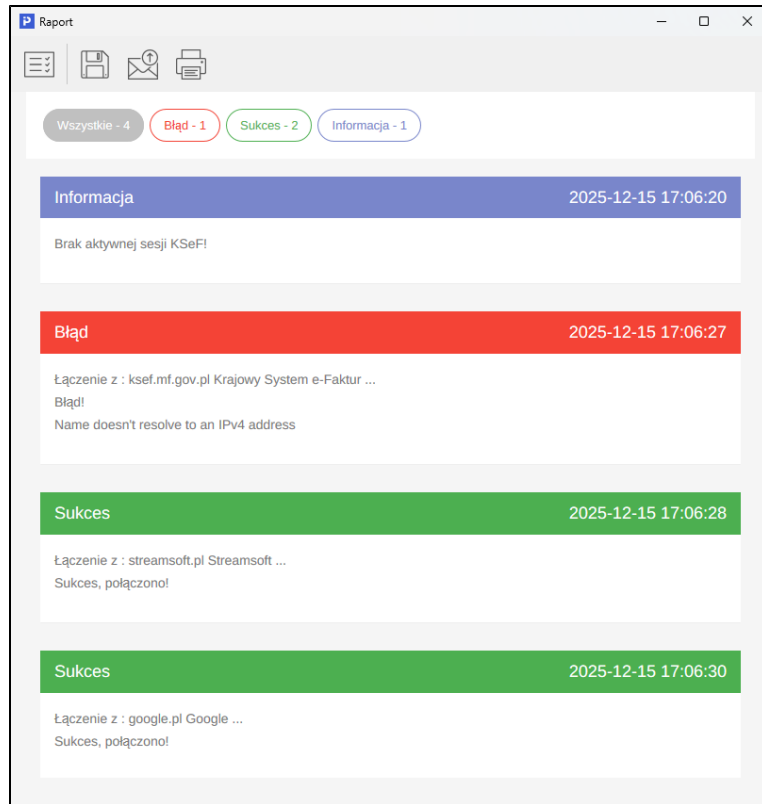 Raport
Wszystkie - 4
Błąd - 1
Sukces - 2
Informacja - 1
Informacja 2025-12-15 17:06:20
Brak aktywnej sesji KSeF!
Błąd 2025-12-15 17:06:27
Łączenie z : ksef.mf.gov.pl Krajowy System e-Faktur ...
Błąd!
Name doesn't resolve to an IPv4 address
Sukces 2025-12-15 17:06:28
Łączenie z : streamsoft.pl Streamsoft ...
Sukces, połączono!
Sukces 2025-12-15 17:06:30
Łączenie z : google.pl Google ...
Sukces, połączono!